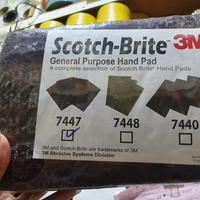 Scotch-Brite™ 3M
General Purpose Hand Pad
A complete selection of Scotch Brite Hand Pads
7447 7448 7440
3M and Scotch-Brite are trademarks of 3M
3M Abrasive Systems Division